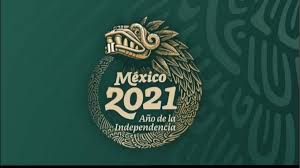 México
2021
Año de la
Independencia